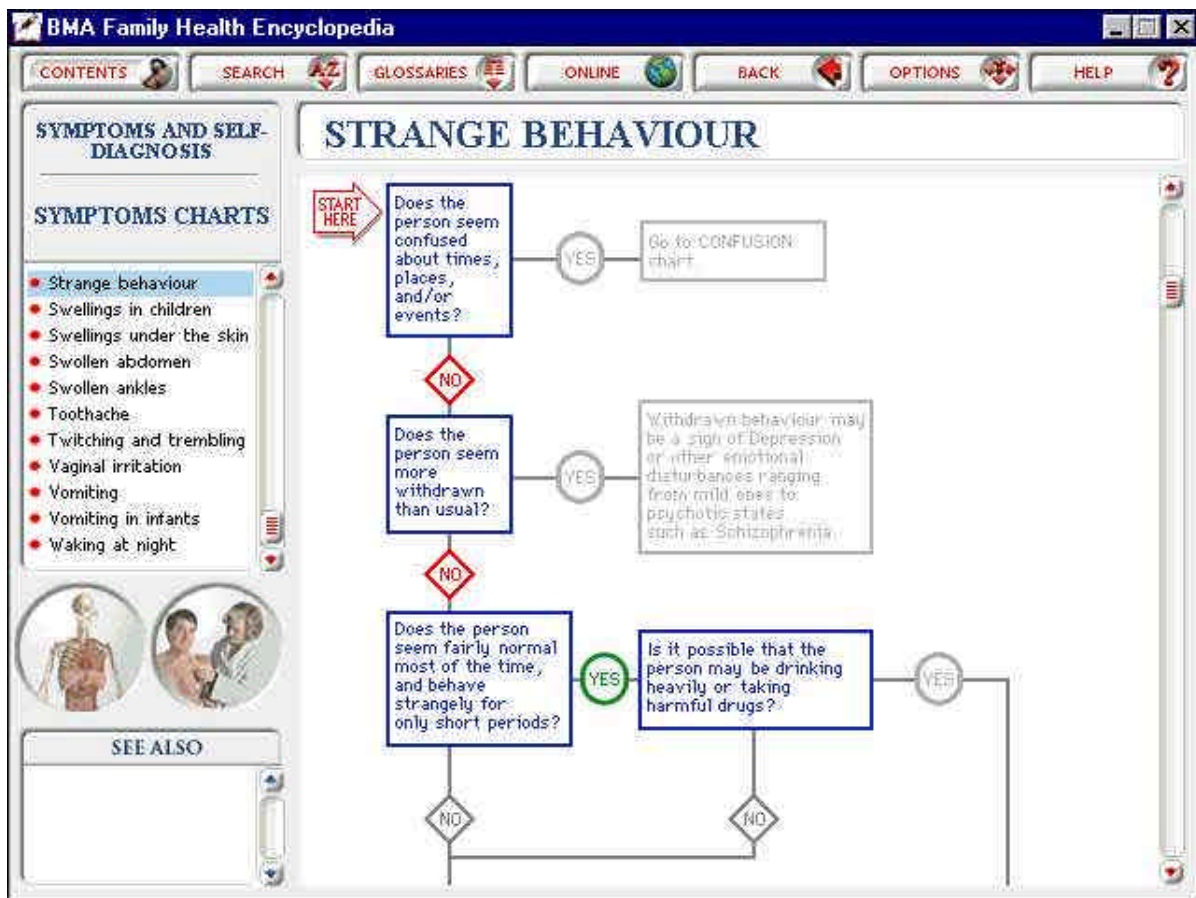 BMA Family Health Encyclopedia
CONTENTS
SEARCH
A-Z
GLOSSARIES
ONLINE
BACK
OPTIONS
HELP
?
SYMPTOMS AND SELF-
DIAGNOSIS
SYMPTOMS CHARTS
Strange behaviour
Swellings in children
Swellings under the skin
Swollen abdomen
Swollen ankles
Toothache
Twitching and trembling
Vaginal irritation
Vomiting
Vomiting in infants
Waking at night
SEE ALSO
STRANGE BEHAVIOUR
START
HERE
Does the
person seem
confused
about times,
places,
and/or
events?
YES
Go to CONFUSION
chart.
NO
Does the
person seem
more
withdrawn
than usual?
YES
Withdrawn behaviour may
be a sign of Depression
or other emotional
disturbances ranging
from mild ones to
psychotic states
such as Schizophrenia.
NO
Does the person
seem fairly normal
most of the time,
and behave
strangely for
only short periods?
YES
Is it possible that the
person may be drinking
heavily or taking
harmful drugs?
YES
NO
NO